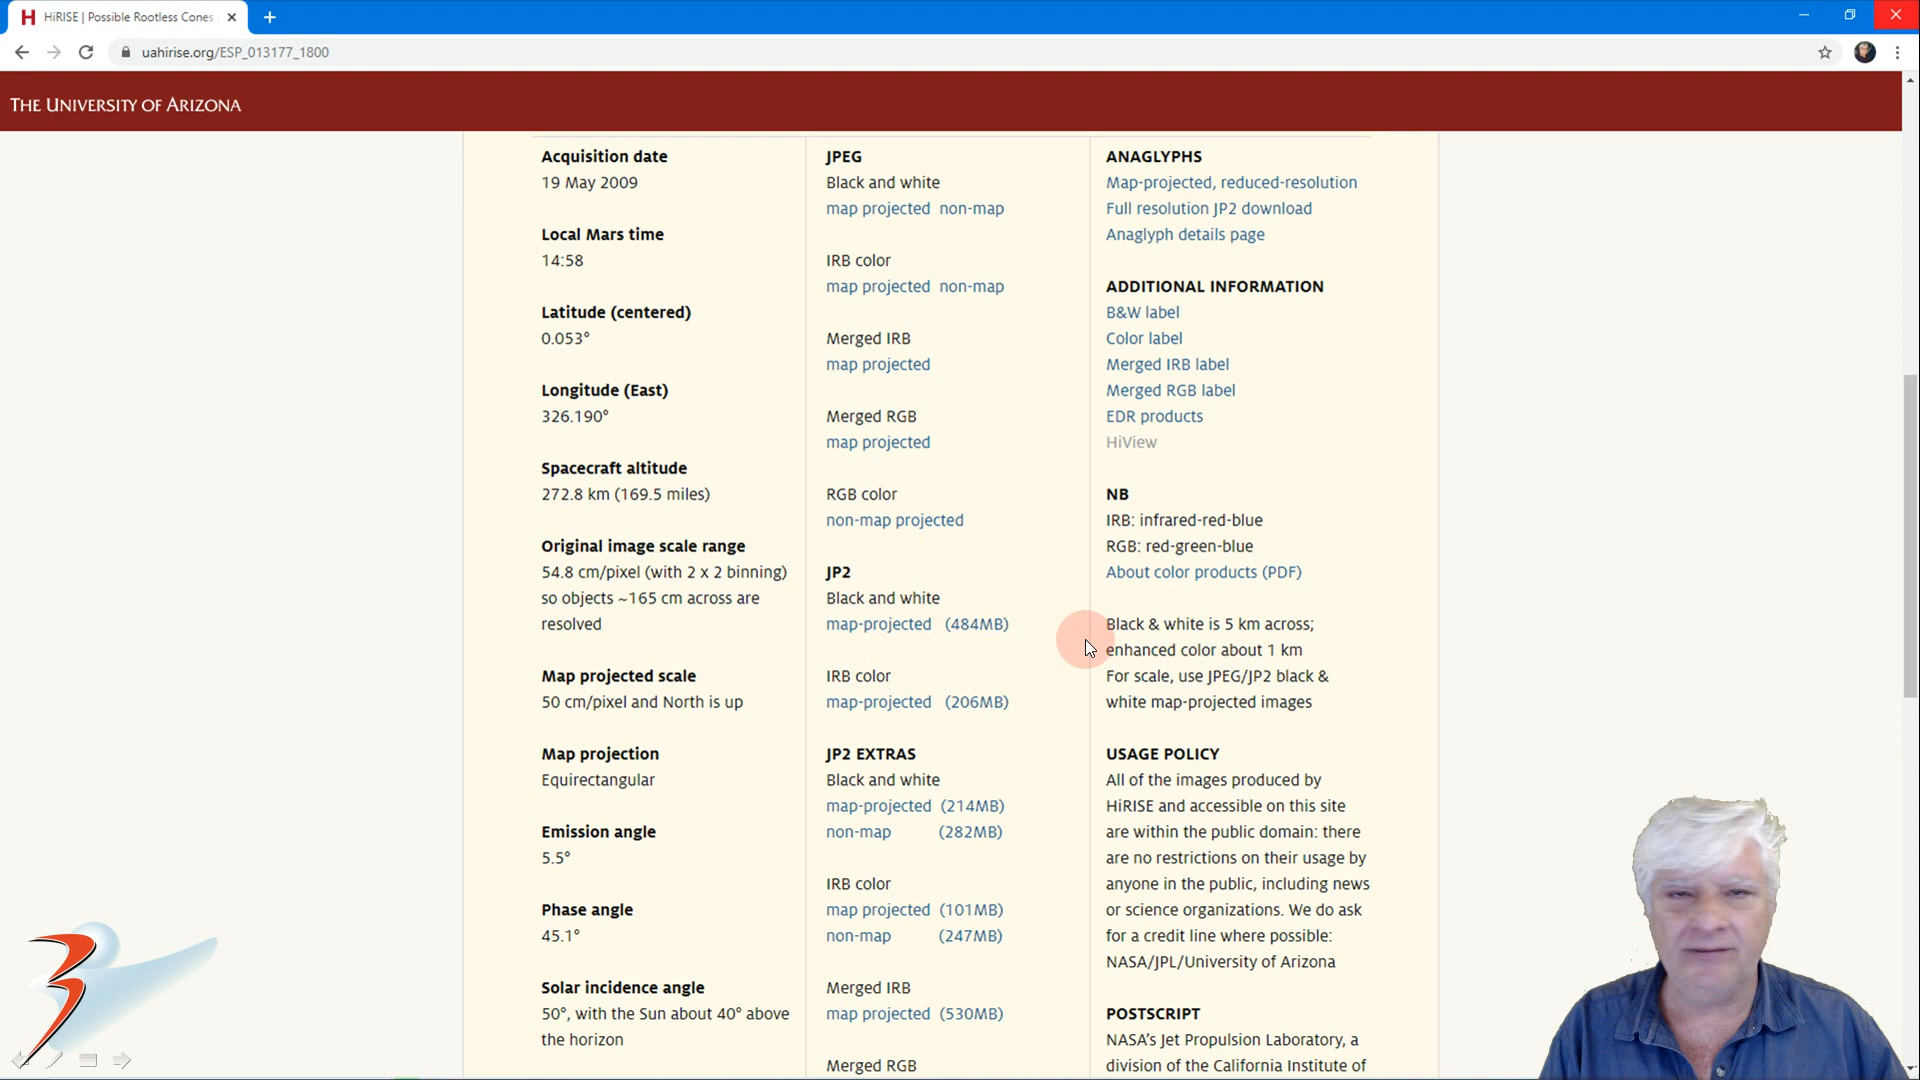 HiRISE | Possible Rootless Cones
uahirise.org/ESP_013177_1800
THE UNIVERSITY OF ARIZONA
Acquisition date
19 May 2009
Local Mars time
14:58
Latitude (centered)
0.053°
Longitude (East)
326.190°
Spacecraft altitude
272.8 km (169.5 miles)
Original image scale range
54.8 cm/pixel (with 2 x 2 binning)
so objects ~165 cm across are
resolved
Map projected scale
50 cm/pixel and North is up
Map projection
Equirectangular
Emission angle
5.5°
Phase angle
45.1°
Solar incidence angle
50°, with the Sun about 40° above
the horizon
JPEG
Black and white
map projected non-map
IRB color
map projected non-map
Merged IRB
map projected
Merged RGB
map projected
RGB color
non-map projected
JP2
Black and white
map-projected (484MB)
IRB color
map-projected (206MB)
JP2 EXTRAS
Black and white
map-projected (214MB)
non-map (282MB)
IRB color
map projected (101MB)
non-map (247MB)
Merged IRB
map projected (530MB)
Merged RGB
ANAGLYPHS
Map-projected, reduced-resolution
Full resolution JP2 download
Anaglyph details page
ADDITIONAL INFORMATION
B&W label
Color label
Merged IRB label
Merged RGB label
EDR products
HiView
NB
IRB: infrared-red-blue
RGB: red-green-blue
About color products (PDF)
Black & white is 5 km across;
enhanced color about 1 km
For scale, use JPEG/JP2 black &
white map-projected images
USAGE POLICY
All of the images produced by
HiRISE and accessible on this site
are within the public domain: there
are no restrictions on their usage by
anyone in the public, including news
or science organizations. We do ask
for a credit line where possible:
NASA/JPL/University of Arizona
POSTSCRIPT
NASA's Jet Propulsion Laboratory, a
division of the California Institute of